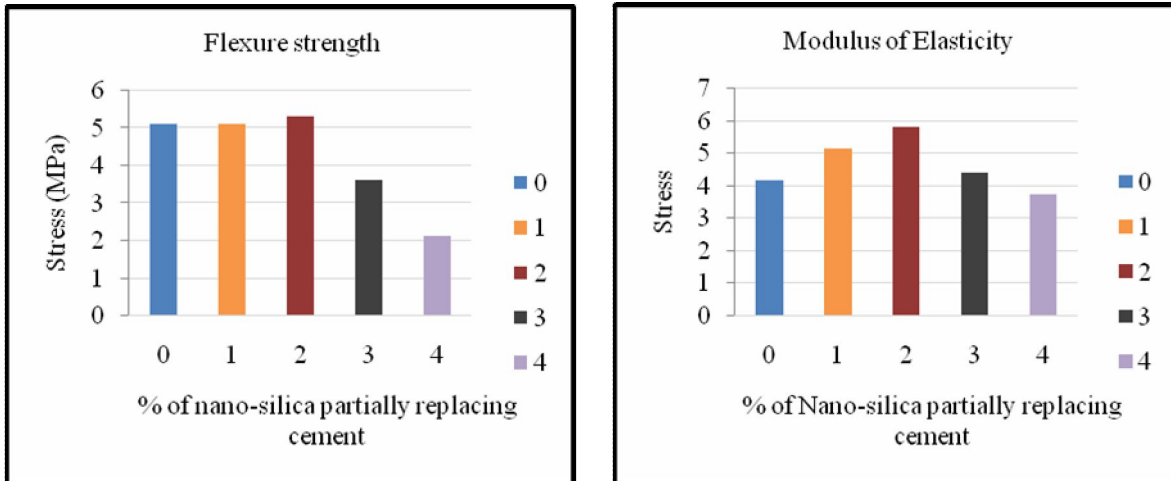 Flexure strength
6
5
4
3
2
1
0
Stress (MPa)
0 1 2 3 4
% of nano-silica partially replacing
cement
0
1
2
3
4
Modulus of Elasticity
7
6
5
4
3
2
1
0
Stress
0 1 2 3 4
% of Nano-silica partially replacing
cement
0
1
2
3
4